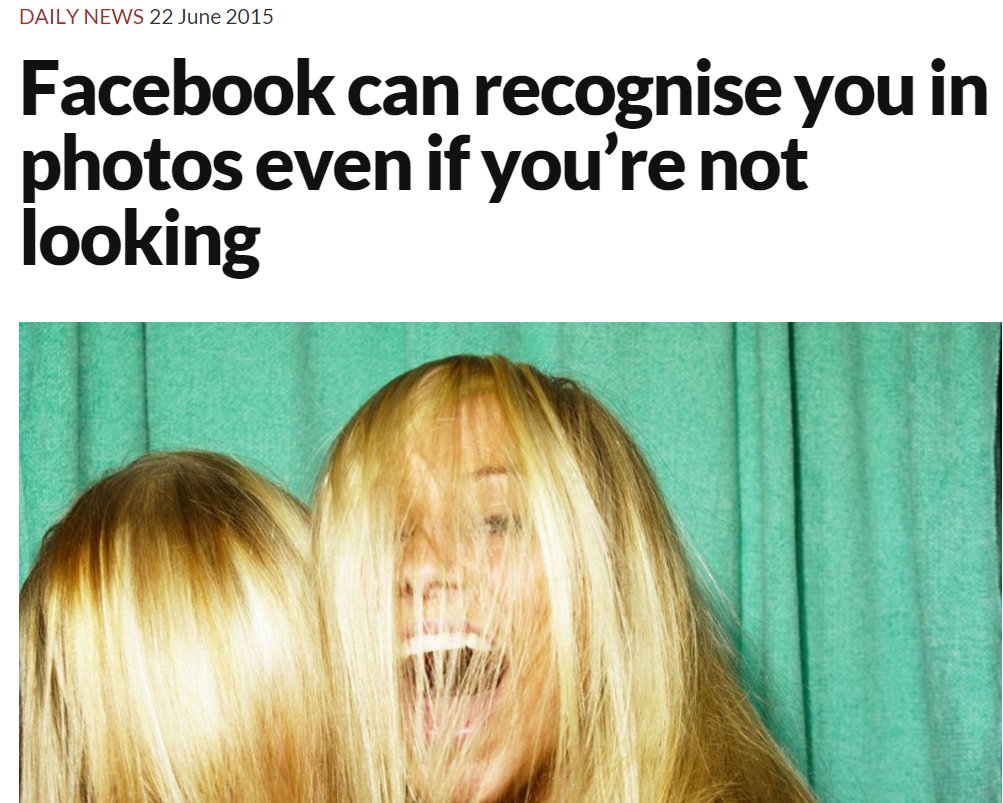 DAILY NEWS 22 June 2015
Facebook can recognise you in
photos even if you’re not
looking